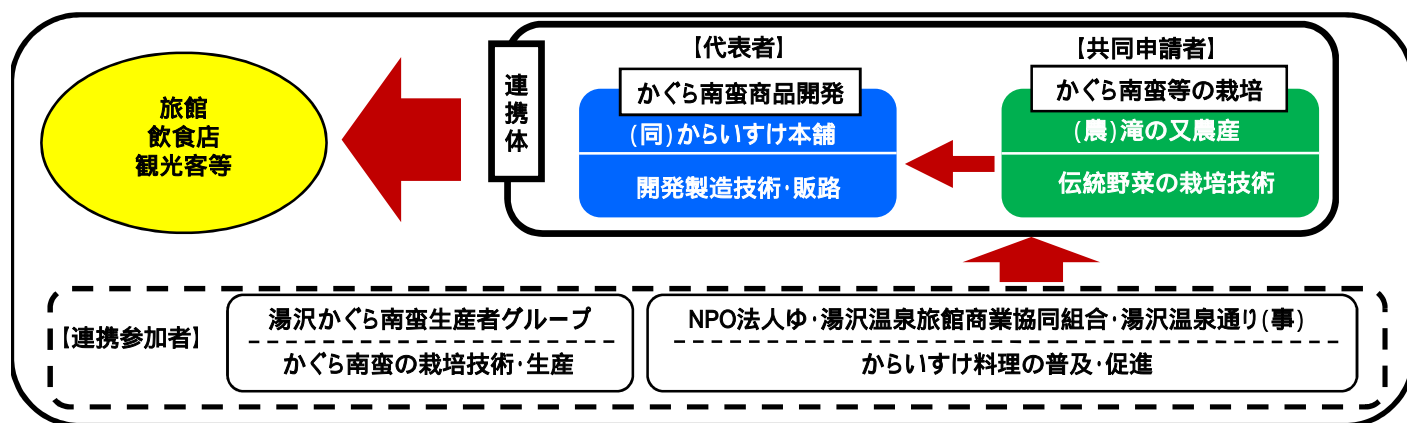 旅館
飲食店
観光客等
連携体
【代表者】
かぐら南蛮商品開発
(同)からいすけ本舗
開発製造技術・販路
【共同申請者】
かぐら南蛮等の栽培
(農)滝の又農産
伝統野菜の栽培技術
【連携参加者】
湯沢かぐら南蛮生産者グループ
かぐら南蛮の栽培技術・生産
NPO法人ゆ・湯沢温泉旅館商業協同組合・湯沢温泉通り(事)
からいすけ料理の普及・促進